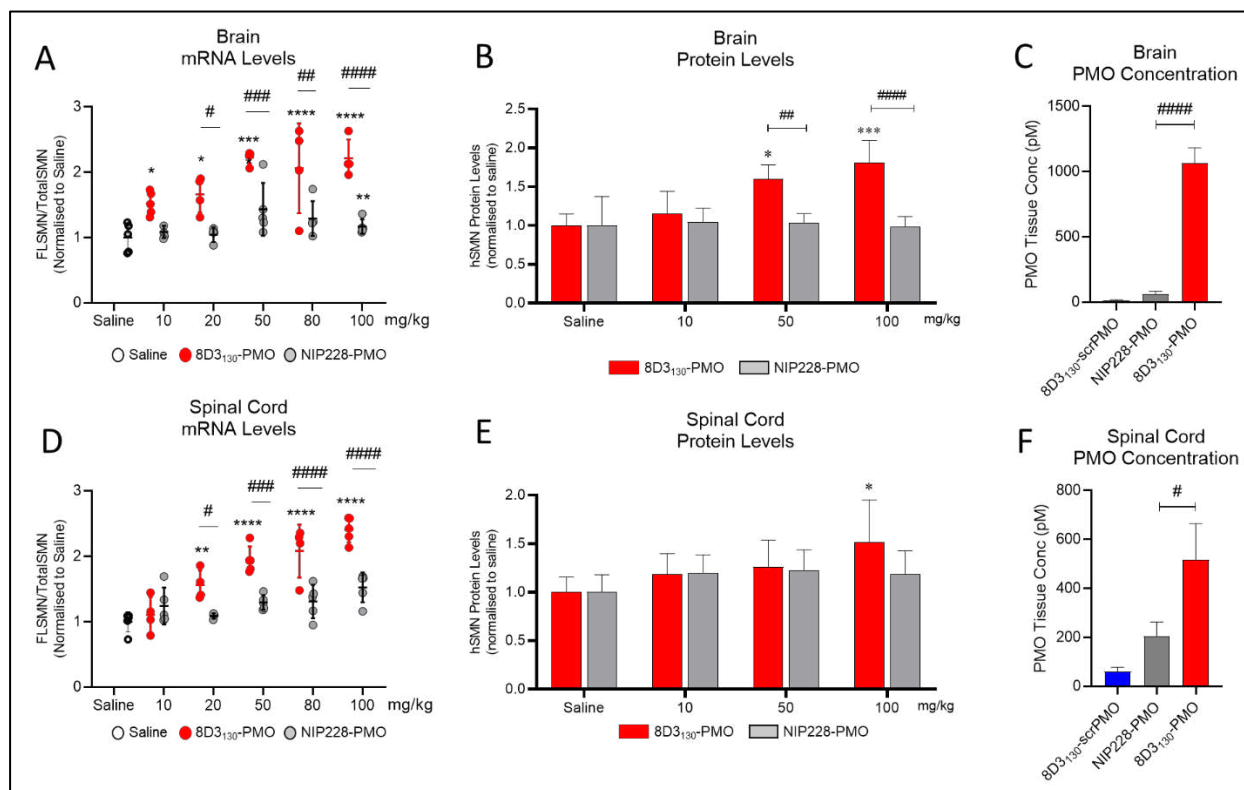 A
Brain
mRNA Levels
FLSMN/TotalSMN
(Normalised to Saline)
3
2
1
0
* * *** **** ****
**
# ### ## ####
Saline 10 20 50 80 100 mg/kg
Saline 8D3₁₃₀-PMO NIP228-PMO
B
Brain
Protein Levels
hSMN Protein Levels
(normalised to saline)
2.5
2.0
1.5
1.0
0.5
0.0
* ***
## ####
Saline 10 50 100 mg/kg
8D3₁₃₀-PMO NIP228-PMO
C
Brain
PMO Concentration
PMO Tissue Conc (pM)
1500
1000
500
0
####
8D3₁₃₀-scrPMO
NIP228-PMO
8D3₁₃₀-PMO
D
Spinal Cord
mRNA Levels
FLSMN/TotalSMN
(Normalised to Saline)
3
2
1
0
** **** **** ****
# ### #### ####
Saline 10 20 50 80 100 mg/kg
Saline 8D3₁₃₀-PMO NIP228-PMO
E
Spinal Cord
Protein Levels
hSMN Protein Levels
(normalised to saline)
2.0
1.5
1.0
0.5
0.0
*
Saline 10 50 100 mg/kg
8D3₁₃₀-PMO NIP228-PMO
F
Spinal Cord
PMO Concentration
PMO Tissue Conc (pM)
800
600
400
200
0
#
8D3₁₃₀-scrPMO
NIP228-PMO
8D3₁₃₀-PMO